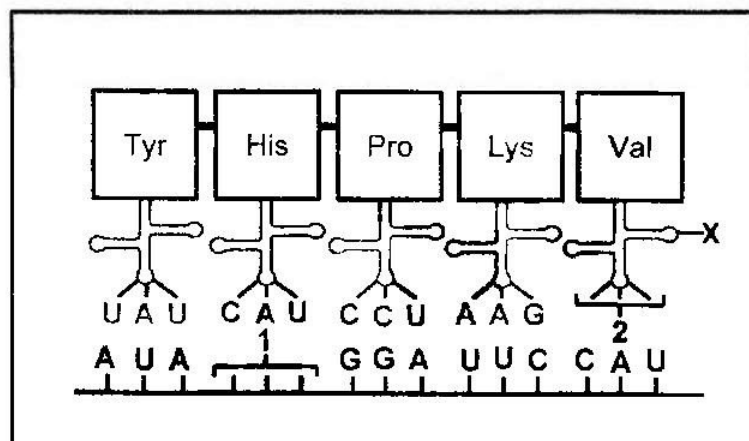 Tyr His Pro Lys Val
X
U A U C A U C C U A A G
1 2
A U A G G A U U C C A U